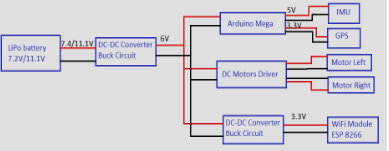 LiPo battery
7.2V/11.1V
7.4/11.1V
DC-DC Converter
Buck Circuit
6V
Arduino Mega
5V
3.3V
IMU
GPS
DC Motors Driver
Motor Left
Motor Right
DC-DC Converter
Buck Circuit
3.3V
WiFi Module
ESP 8266